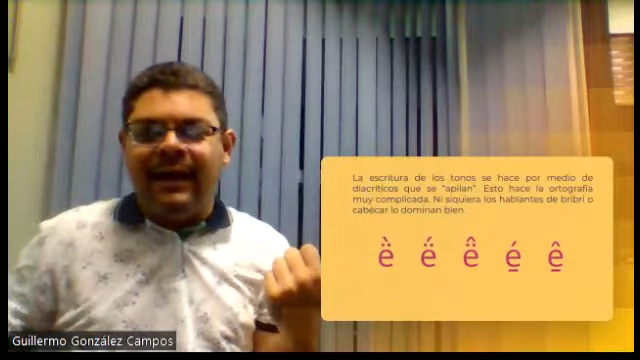 La escritura de los tonos se hace por medio de
diacríticos que se "apilan". Esto hace la ortografía
muy complicada. Ni siquiera los hablantes de bribri o
cabécar lo dominan bien.
ë̀ ë́ ë̂ é̱ ê̱
Guillermo González Campos